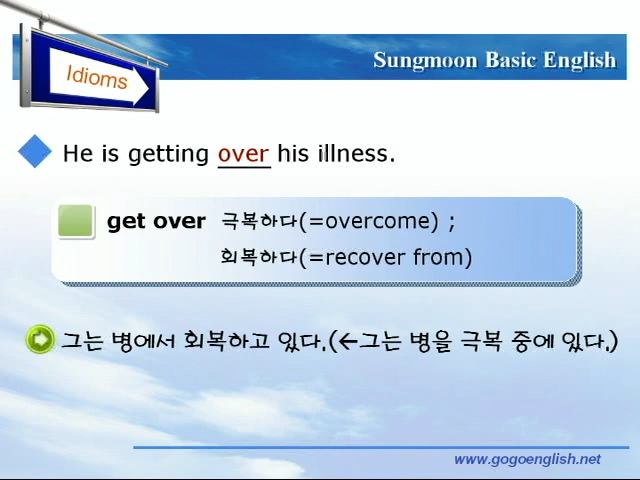 Idioms
Sungmoon Basic English
He is getting over his illness.
get over 극복하다(=overcome) ;
회복하다(=recover from)
그는 병에서 회복하고 있다.(←그는 병을 극복 중에 있다.)
www.gogoenglish.net